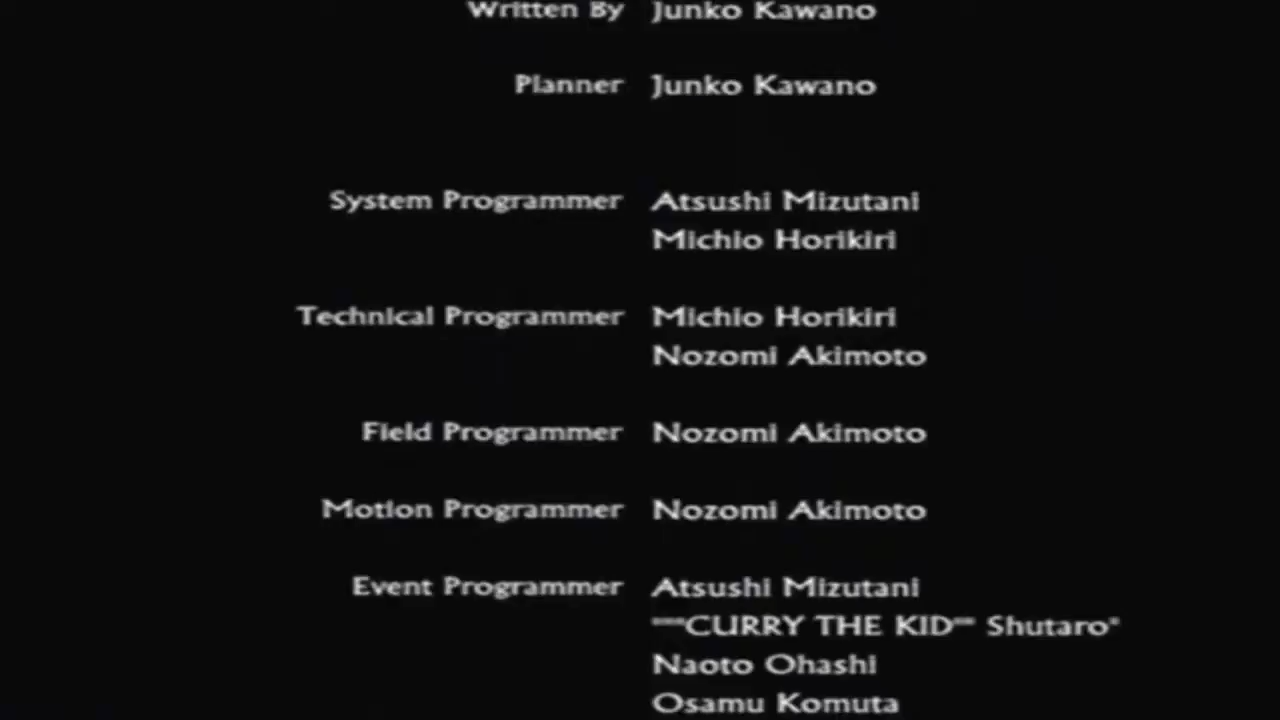 Written By Junko Kawano
Planner Junko Kawano
System Programmer Atsushi Mizutani
Michio Horikiri
Technical Programmer Michio Horikiri
Nozomi Akimoto
Field Programmer Nozomi Akimoto
Motion Programmer Nozomi Akimoto
Event Programmer Atsushi Mizutani
"""CURRY THE KID"" Shutaro"
Naoto Ohashi
Osamu Komuta